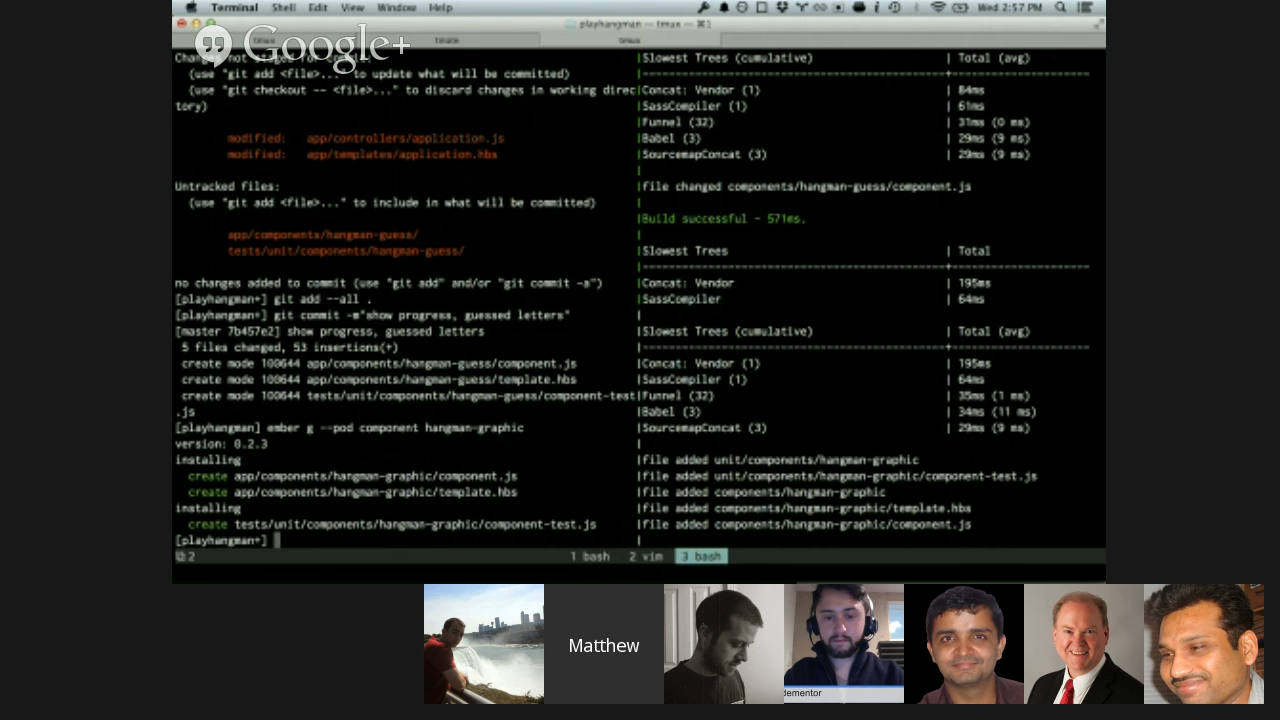 Terminal Shell Edit View Window Help Wed 2:57 PM
playhangman — tmux — ⌘1
Google+
tmux tmate tmux
(use "git add <file>..." to update what will be committed)
(use "git checkout -- <file>..." to discard changes in working direc
tory)
modified: app/controllers/application.js
modified: app/templates/application.hbs
Untracked files:
(use "git add <file>..." to include in what will be committed)
app/components/hangman-guess/
tests/unit/components/hangman-guess/
no changes added to commit (use "git add" and/or "git commit -a")
[playhangman+] git add --all .
[playhangman+] git commit -m"show progress, guessed letters"
[master 7b457e2] show progress, guessed letters
5 files changed, 53 insertions(+)
create mode 100644 app/components/hangman-guess/component.js
create mode 100644 app/components/hangman-guess/template.hbs
create mode 100644 tests/unit/components/hangman-guess/component-test
.js
[playhangman] ember g --pod component hangman-graphic
version: 0.2.3
installing
create app/components/hangman-graphic/component.js
create app/components/hangman-graphic/template.hbs
installing
create tests/unit/components/hangman-graphic/component-test.js
[playhangman+]
Slowest Trees (cumulative) | Total (avg)
Concat: Vendor (1) | 84ms
SassCompiler (1) | 61ms
Funnel (32) | 31ms (0 ms)
Babel (3) | 29ms (9 ms)
SourcemapConcat (3) | 29ms (9 ms)
file changed components/hangman-guess/component.js
Build successful - 571ms.
Slowest Trees | Total
Concat: Vendor | 195ms
SassCompiler | 64ms
Slowest Trees (cumulative) | Total (avg)
Concat: Vendor (1) | 195ms
SassCompiler (1) | 64ms
Funnel (32) | 35ms (1 ms)
Babel (3) | 34ms (11 ms)
SourcemapConcat (3) | 29ms (9 ms)
file added unit/components/hangman-graphic
file added unit/components/hangman-graphic/component-test.js
file added components/hangman-graphic
file added components/hangman-graphic/template.hbs
file added components/hangman-graphic/component.js
2 1 bash 2 vim 3 bash
Matthew
dementor